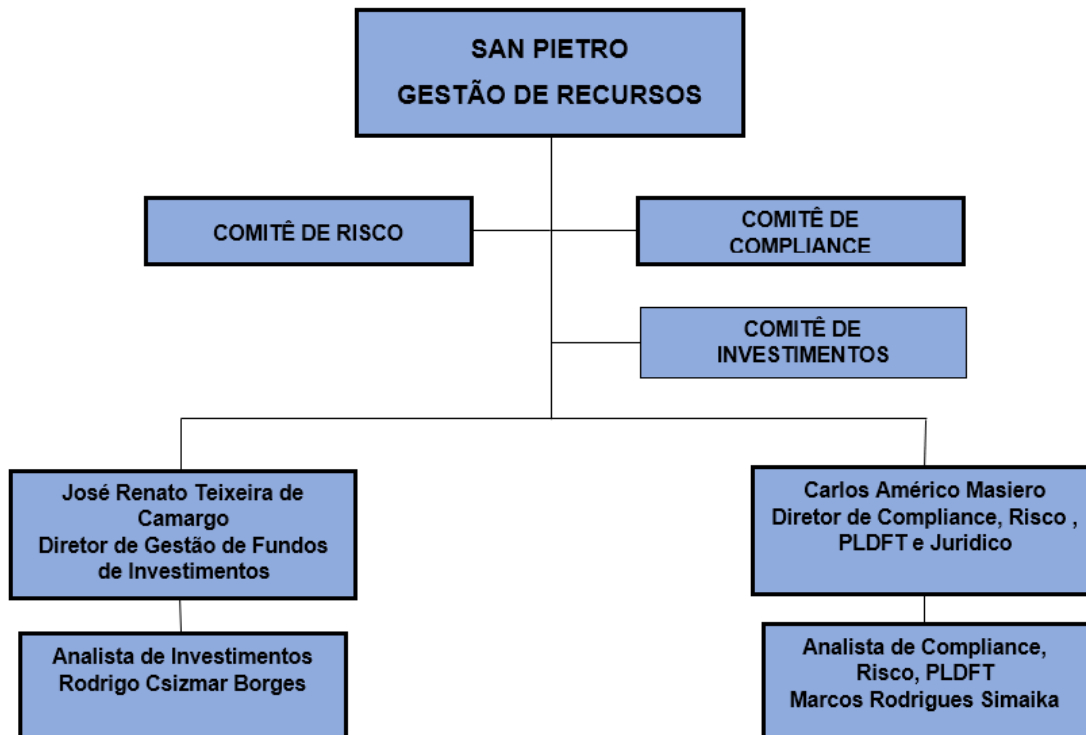 SAN PIETRO
GESTÃO DE RECURSOS
COMITÊ DE RISCO
COMITÊ DE
COMPLIANCE
COMITÊ DE
INVESTIMENTOS
José Renato Teixeira de
Camargo
Diretor de Gestão de Fundos
de Investimentos
Carlos Américo Masiero
Diretor de Compliance, Risco ,
PLDFT e Juridico
Analista de Investimentos
Rodrigo Csizmar Borges
Analista de Compliance,
Risco, PLDFT
Marcos Rodrigues Simaika